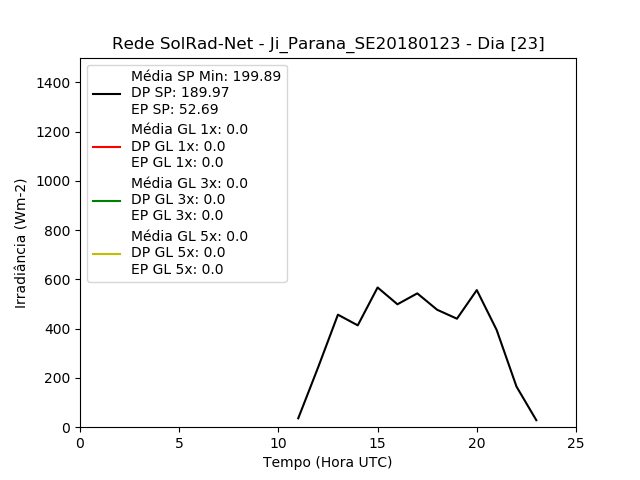 Rede SolRad-Net - Ji_Parana_SE20180123 - Dia [23]
Irradiância (Wm-2)
1400
1200
1000
800
600
400
200
0
Média SP Min: 199.89
DP SP: 189.97
EP SP: 52.69
Média GL 1x: 0.0
DP GL 1x: 0.0
EP GL 1x: 0.0
Média GL 3x: 0.0
DP GL 3x: 0.0
EP GL 3x: 0.0
Média GL 5x: 0.0
DP GL 5x: 0.0
EP GL 5x: 0.0
0 5 10 15 20 25
Tempo (Hora UTC)